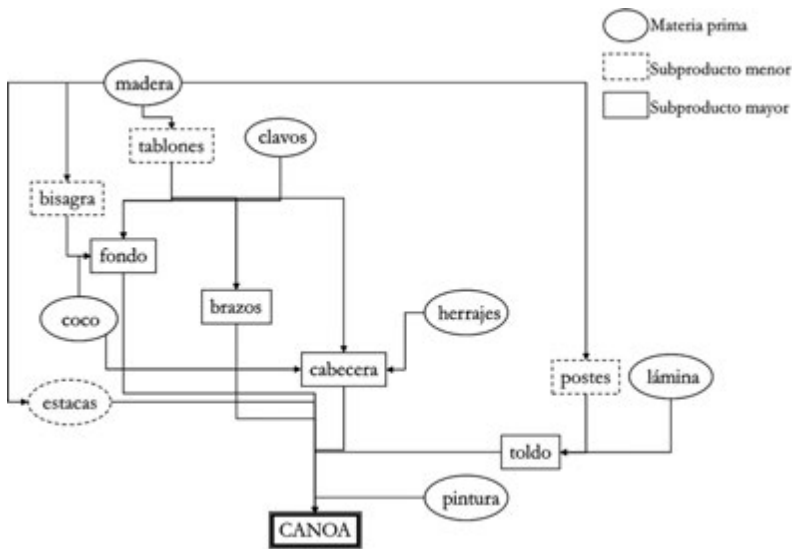 Materia prima
Subproducto menor
Subproducto mayor
madera
tablones
clavos
bisagra
fondo
brazos
coco
herrajes
cabecera
postes
lámina
estacas
toldo
pintura
CANOA